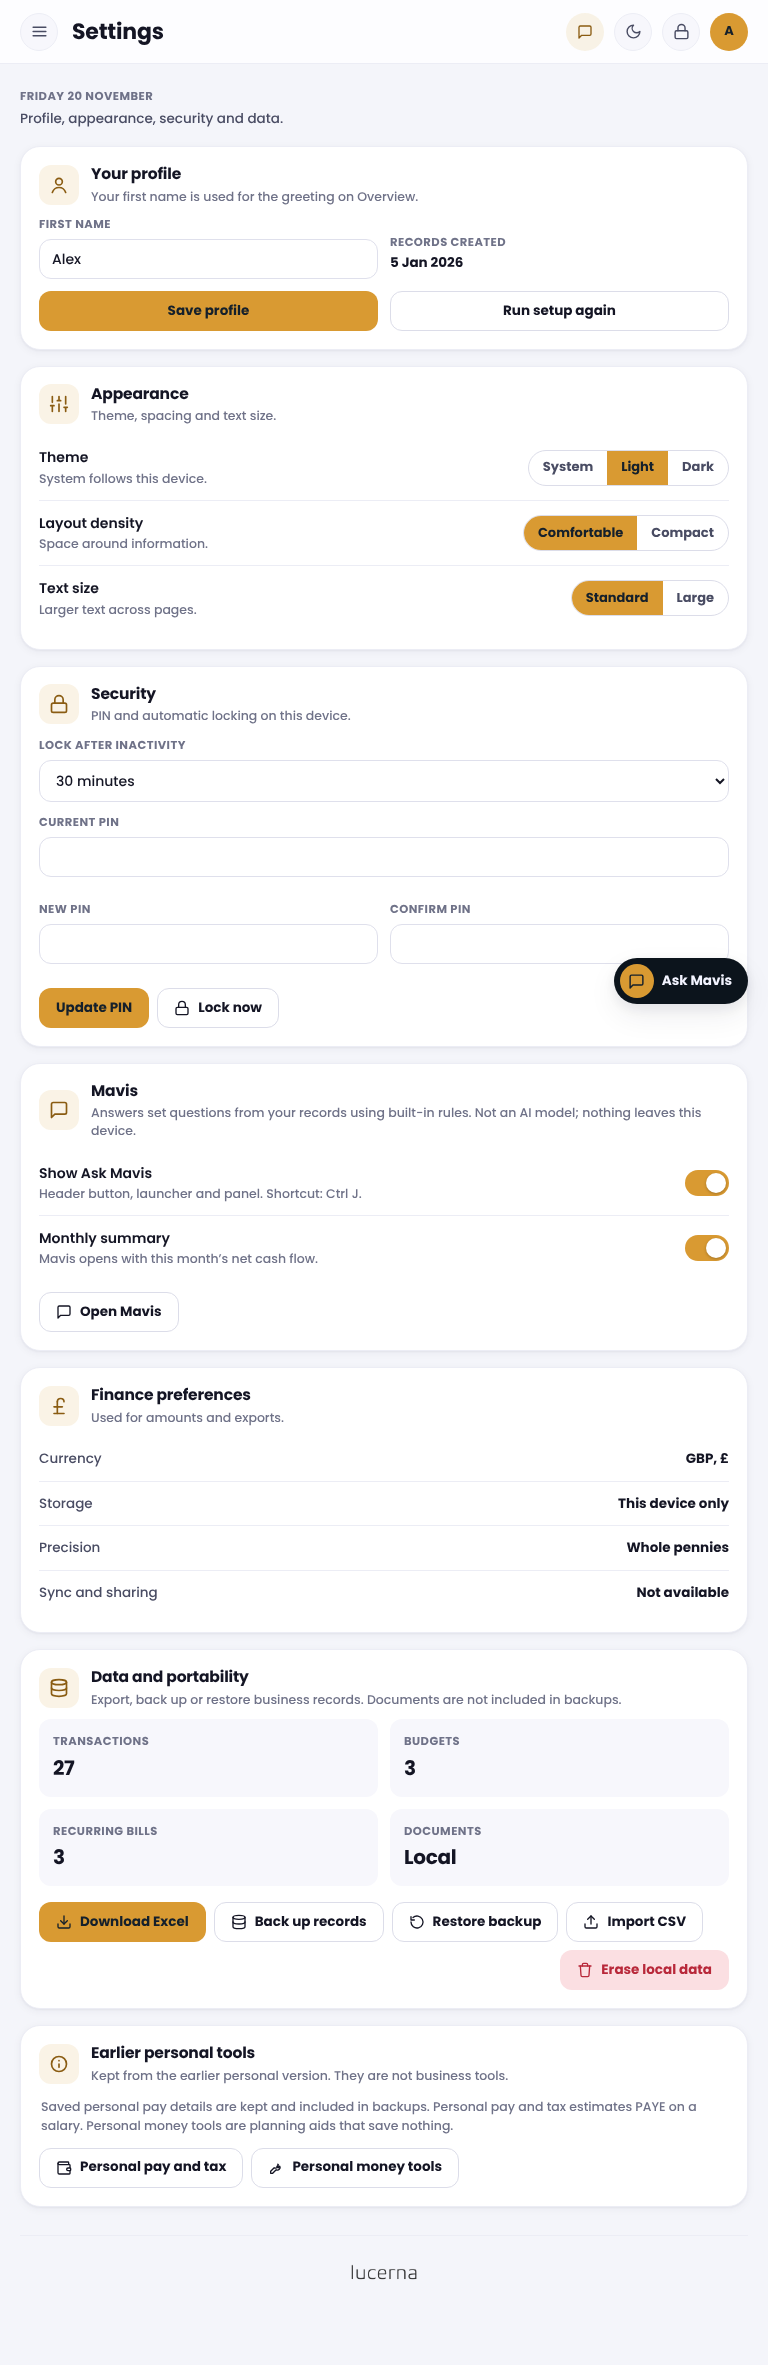 Settings
A
FRIDAY 20 NOVEMBER
Profile, appearance, security and data.
Your profile
Your first name is used for the greeting on Overview.
FIRST NAME
Alex
RECORDS CREATED
5 Jan 2026
Save profile
Run setup again
Appearance
Theme, spacing and text size.
Theme
System follows this device.
System
Light
Dark
Layout density
Space around information.
Comfortable
Compact
Text size
Larger text across pages.
Standard
Large
Security
PIN and automatic locking on this device.
LOCK AFTER INACTIVITY
30 minutes
CURRENT PIN
NEW PIN
CONFIRM PIN
Ask Mavis
Update PIN
Lock now
Mavis
Answers set questions from your records using built-in rules. Not an AI model; nothing leaves this
device.
Show Ask Mavis
Header button, launcher and panel. Shortcut: Ctrl J.
Monthly summary
Mavis opens with this month’s net cash flow.
Open Mavis
Finance preferences
Used for amounts and exports.
Currency
GBP, £
Storage
This device only
Precision
Whole pennies
Sync and sharing
Not available
Data and portability
Export, back up or restore business records. Documents are not included in backups.
TRANSACTIONS
27
BUDGETS
3
RECURRING BILLS
3
DOCUMENTS
Local
Download Excel
Back up records
Restore backup
Import CSV
Erase local data
Earlier personal tools
Kept from the earlier personal version. They are not business tools.
Saved personal pay details are kept and included in backups. Personal pay and tax estimates PAYE on a
salary. Personal money tools are planning aids that save nothing.
Personal pay and tax
Personal money tools
lucerna